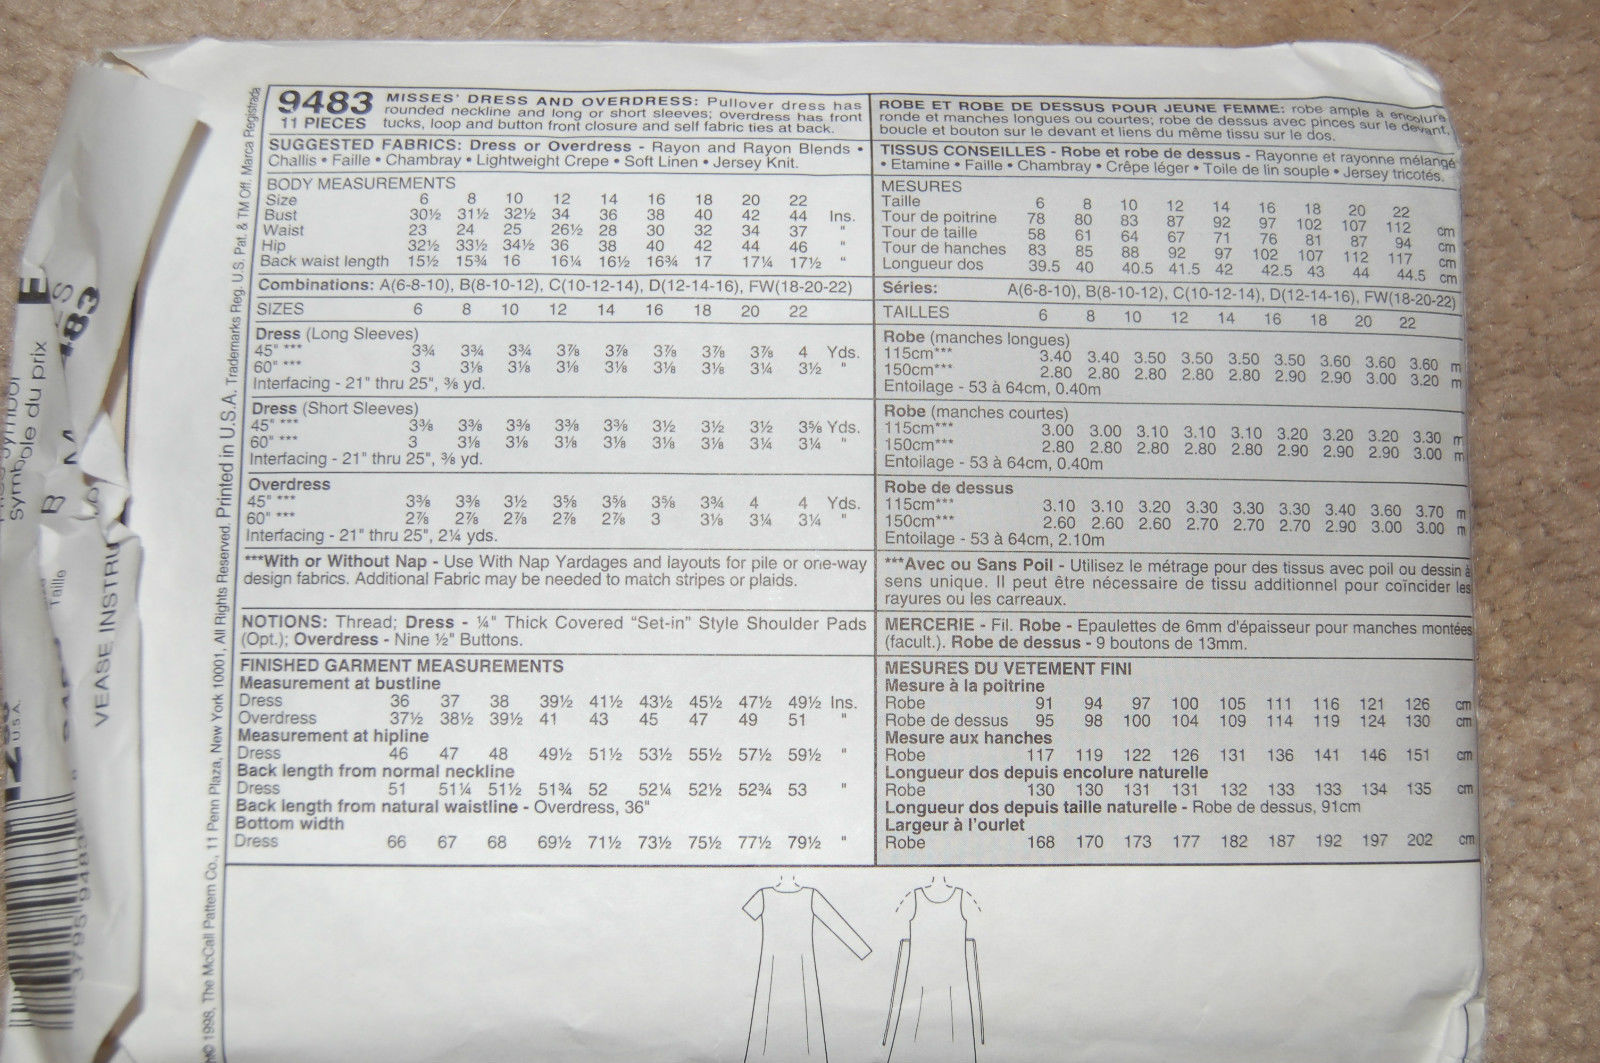 9483
11 PIECES
MISSES' DRESS AND OVERDRESS: Pullover dress has
rounded neckline and long or short sleeves; overdress has front
tucks, loop and button front closure and self fabric ties at back.
SUGGESTED FABRICS: Dress or Overdress - Rayon and Rayon Blends •
Challis • Faille • Chambray • Lightweight Crepe • Soft Linen • Jersey Knit.
BODY MEASUREMENTS
Size 6 8 10 12 14 16 18 20 22
Bust 30½ 31½ 32½ 34 36 38 40 42 44 Ins.
Waist 23 24 25 26½ 28 30 32 34 37 "
Hip 32½ 33½ 34½ 36 38 40 42 44 46 "
Back waist length 15½ 15¾ 16 16¼ 16½ 16¾ 17 17¼ 17½ "
Combinations: A(6-8-10), B(8-10-12), C(10-12-14), D(12-14-16), FW(18-20-22)
SIZES 6 8 10 12 14 16 18 20 22
Dress (Long Sleeves)
45" *** 3¾ 3¾ 3¾ 3⅞ 3⅞ 3⅞ 3⅞ 3⅞ 4 Yds.
60" *** 3 3⅛ 3⅛ 3⅛ 3⅛ 3⅛ 3⅛ 3¼ 3½ "
Interfacing - 21" thru 25", ⅜ yd.
Dress (Short Sleeves)
45" *** 3⅜ 3⅜ 3⅜ 3⅜ 3⅜ 3½ 3½ 3½ 3⅝ Yds.
60" *** 3 3⅛ 3⅛ 3⅛ 3⅛ 3⅛ 3⅛ 3¼ 3¼ "
Interfacing - 21" thru 25", ⅜ yd.
Overdress
45" *** 3⅜ 3⅜ 3½ 3⅝ 3⅝ 3⅝ 3¾ 4 4 Yds.
60" *** 2⅞ 2⅞ 2⅞ 2⅞ 2⅞ 3 3⅛ 3¼ 3¼ "
Interfacing - 21" thru 25", 2¼ yds.
***With or Without Nap - Use With Nap Yardages and layouts for pile or one-way
design fabrics. Additional Fabric may be needed to match stripes or plaids.
NOTIONS: Thread; Dress - ¼" Thick Covered “Set-in” Style Shoulder Pads
(Opt.); Overdress - Nine ½" Buttons.
FINISHED GARMENT MEASUREMENTS
Measurement at bustline
Dress 36 37 38 39½ 41½ 43½ 45½ 47½ 49½ Ins.
Overdress 37½ 38½ 39½ 41 43 45 47 49 51 "
Measurement at hipline
Dress 46 47 48 49½ 51½ 53½ 55½ 57½ 59½ "
Back length from normal neckline
Dress 51 51¼ 51½ 51¾ 52 52¼ 52½ 52¾ 53 "
Back length from natural waistline - Overdress, 36"
Bottom width
Dress 66 67 68 69½ 71½ 73½ 75½ 77½ 79½ "
ROBE ET ROBE DE DESSUS POUR JEUNE FEMME: robe ample à encolure
ronde et manches longues ou courtes; robe de dessus avec pinces sur le devant,
boucle et bouton sur le devant et liens du même tissu sur le dos.
TISSUS CONSEILLES - Robe et robe de dessus - Rayonne et rayonne mélangé
• Etamine • Faille • Chambray • Crêpe léger • Toile de lin souple • Jersey tricotés.
MESURES
Taille 6 8 10 12 14 16 18 20 22
Tour de poitrine 78 80 83 87 92 97 102 107 112 cm
Tour de taille 58 61 64 67 71 76 81 87 94 cm
Tour de hanches 83 85 88 92 97 102 107 112 117 cm
Longueur dos 39.5 40 40.5 41.5 42 42.5 43 44 44.5 cm
Séries: A(6-8-10), B(8-10-12), C(10-12-14), D(12-14-16), FW(18-20-22)
TAILLES 6 8 10 12 14 16 18 20 22
Robe (manches longues)
115cm*** 3.40 3.40 3.50 3.50 3.50 3.50 3.60 3.60 3.60 m
150cm*** 2.80 2.80 2.80 2.80 2.80 2.90 2.90 3.00 3.20 m
Entoilage - 53 à 64cm, 0.40m
Robe (manches courtes)
115cm*** 3.00 3.00 3.10 3.10 3.10 3.20 3.20 3.20 3.30 m
150cm*** 2.80 2.80 2.80 2.80 2.80 2.90 2.90 2.90 3.00 m
Entoilage - 53 à 64cm, 0.40m
Robe de dessus
115cm*** 3.10 3.10 3.20 3.30 3.30 3.30 3.40 3.60 3.70 m
150cm*** 2.60 2.60 2.60 2.70 2.70 2.70 2.90 3.00 3.00 m
Entoilage - 53 à 64cm, 2.10m
***Avec ou Sans Poil - Utilisez le métrage pour des tissus avec poil ou dessin à
sens unique. Il peut être nécessaire de tissu additionnel pour coïncider les
rayures ou les carreaux.
MERCERIE - Fil. Robe - Epaulettes de 6mm d'épaisseur pour manches montées
(facult.). Robe de dessus - 9 boutons de 13mm.
MESURES DU VETEMENT FINI
Mesure à la poitrine
Robe 91 94 97 100 105 111 116 121 126 cm
Robe de dessus 95 98 100 104 109 114 119 124 130 cm
Mesure aux hanches
Robe 117 119 122 126 131 136 141 146 151 cm
Longueur dos depuis encolure naturelle
Robe 130 130 131 131 132 133 133 134 135 cm
Longueur dos depuis taille naturelle - Robe de dessus, 91cm
Largeur à l'ourlet
Robe 168 170 173 177 182 187 192 197 202 cm
M© 1998, The McCall Pattern Co., 11 Penn Plaza, New York 10001, All Rights Reserved. Printed in U.S.A. Trademarks Reg. U.S. Pat. & TM Off. Marca Registrada
Symbole du prix
Taille
VEASE INSTRU
U.S.A.